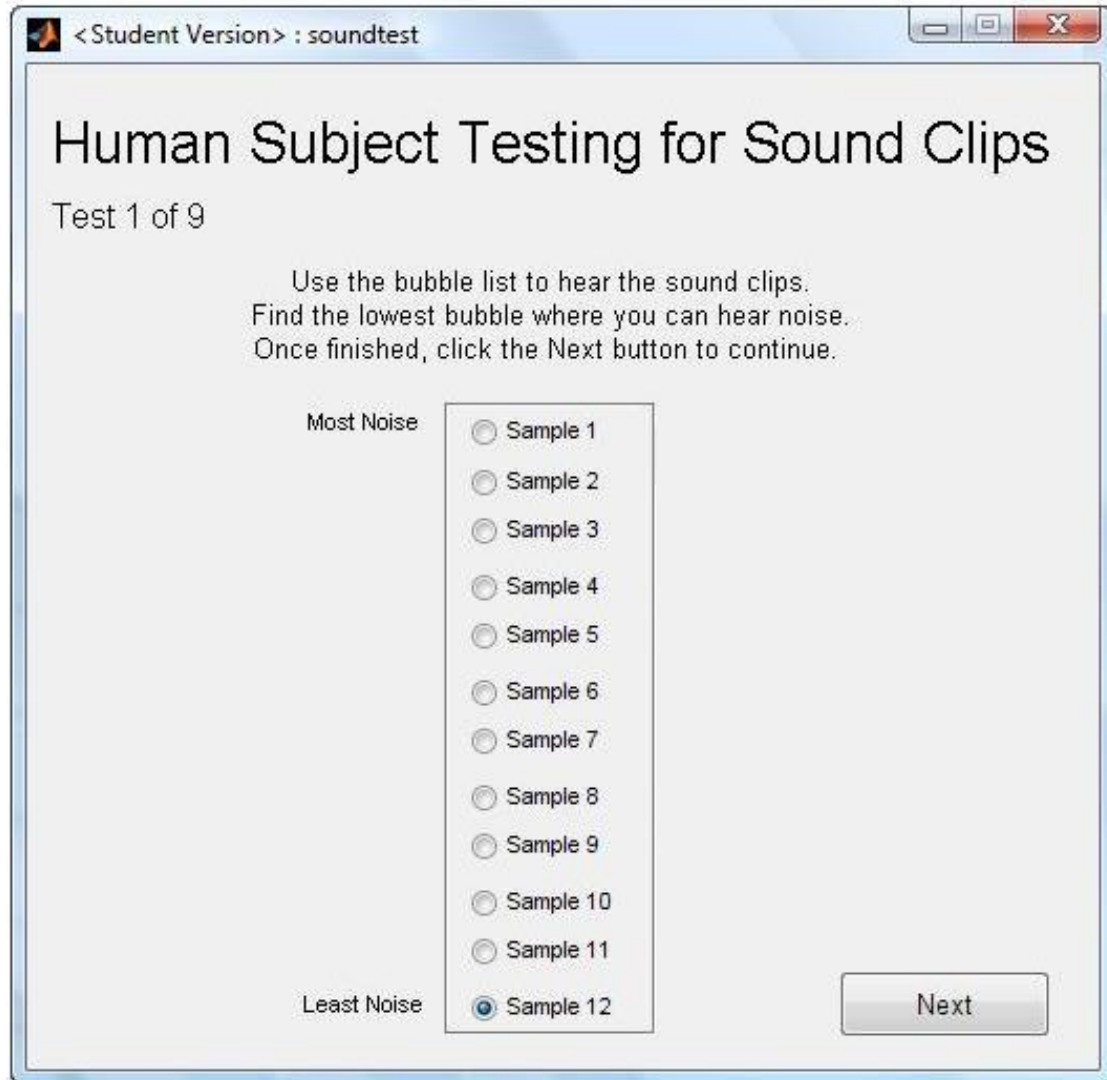 <Student Version> : soundtest
Human Subject Testing for Sound Clips
Test 1 of 9
Use the bubble list to hear the sound clips.
Find the lowest bubble where you can hear noise.
Once finished, click the Next button to continue.
Most Noise
Sample 1
Sample 2
Sample 3
Sample 4
Sample 5
Sample 6
Sample 7
Sample 8
Sample 9
Sample 10
Sample 11
Least Noise
Sample 12
Next